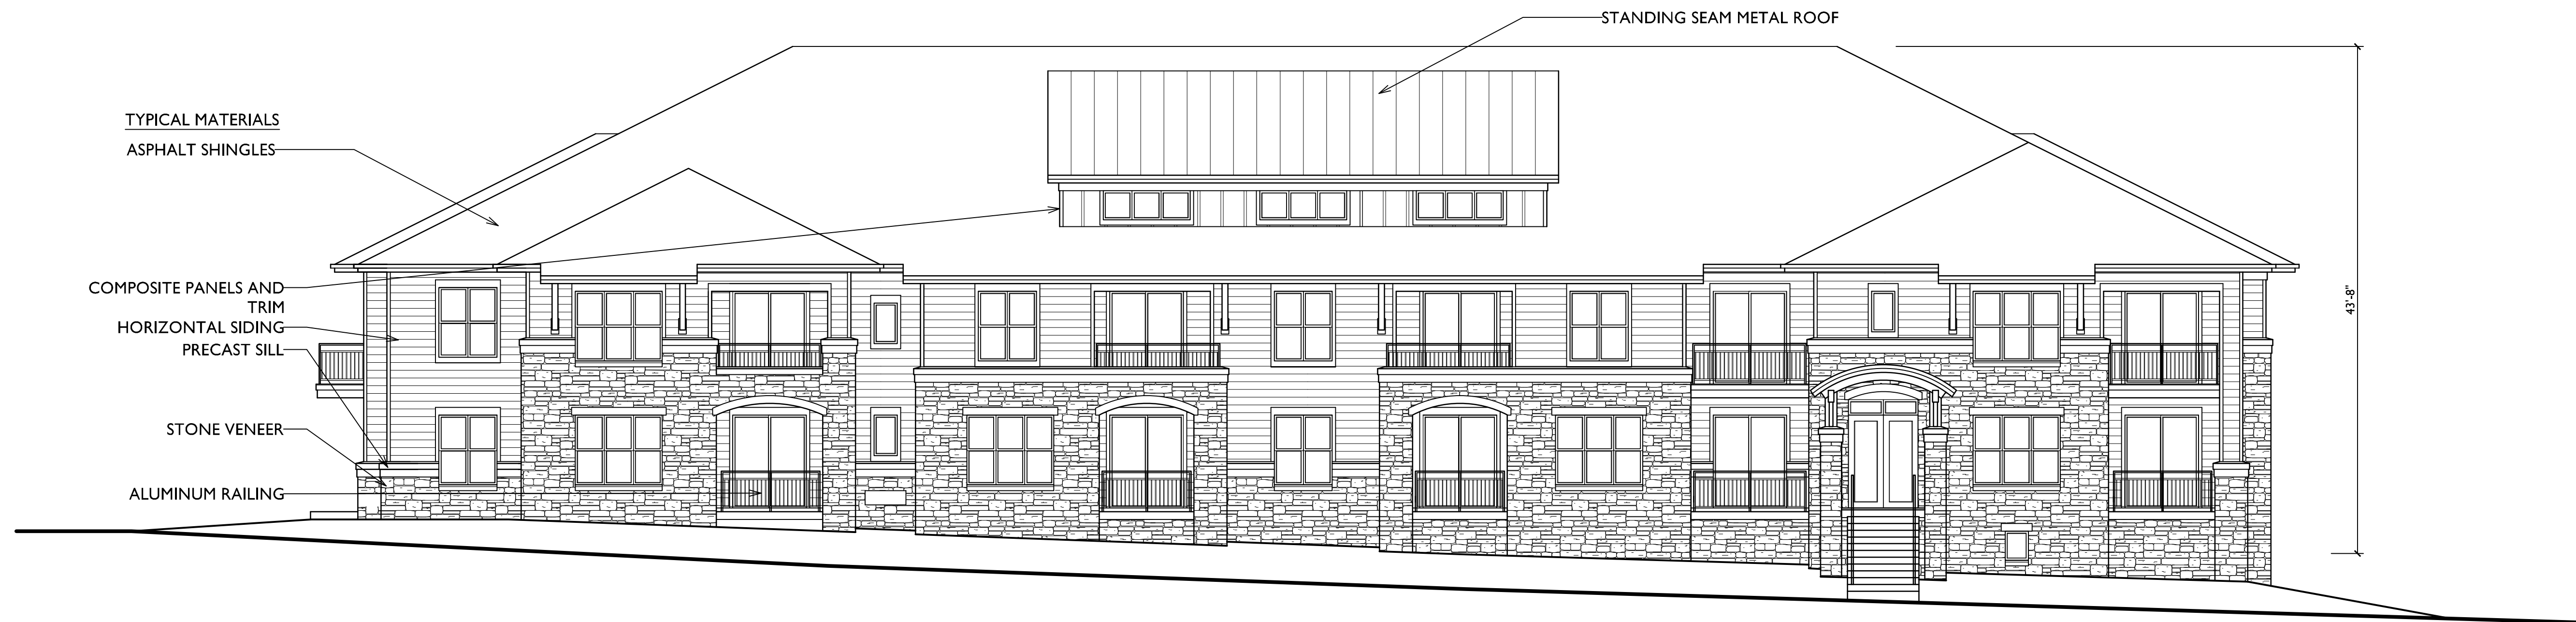 STANDING SEAM METAL ROOF
TYPICAL MATERIALS
ASPHALT SHINGLES
COMPOSITE PANELS AND
TRIM
HORIZONTAL SIDING
PRECAST SILL
STONE VENEER
ALUMINUM RAILING
43'-8"